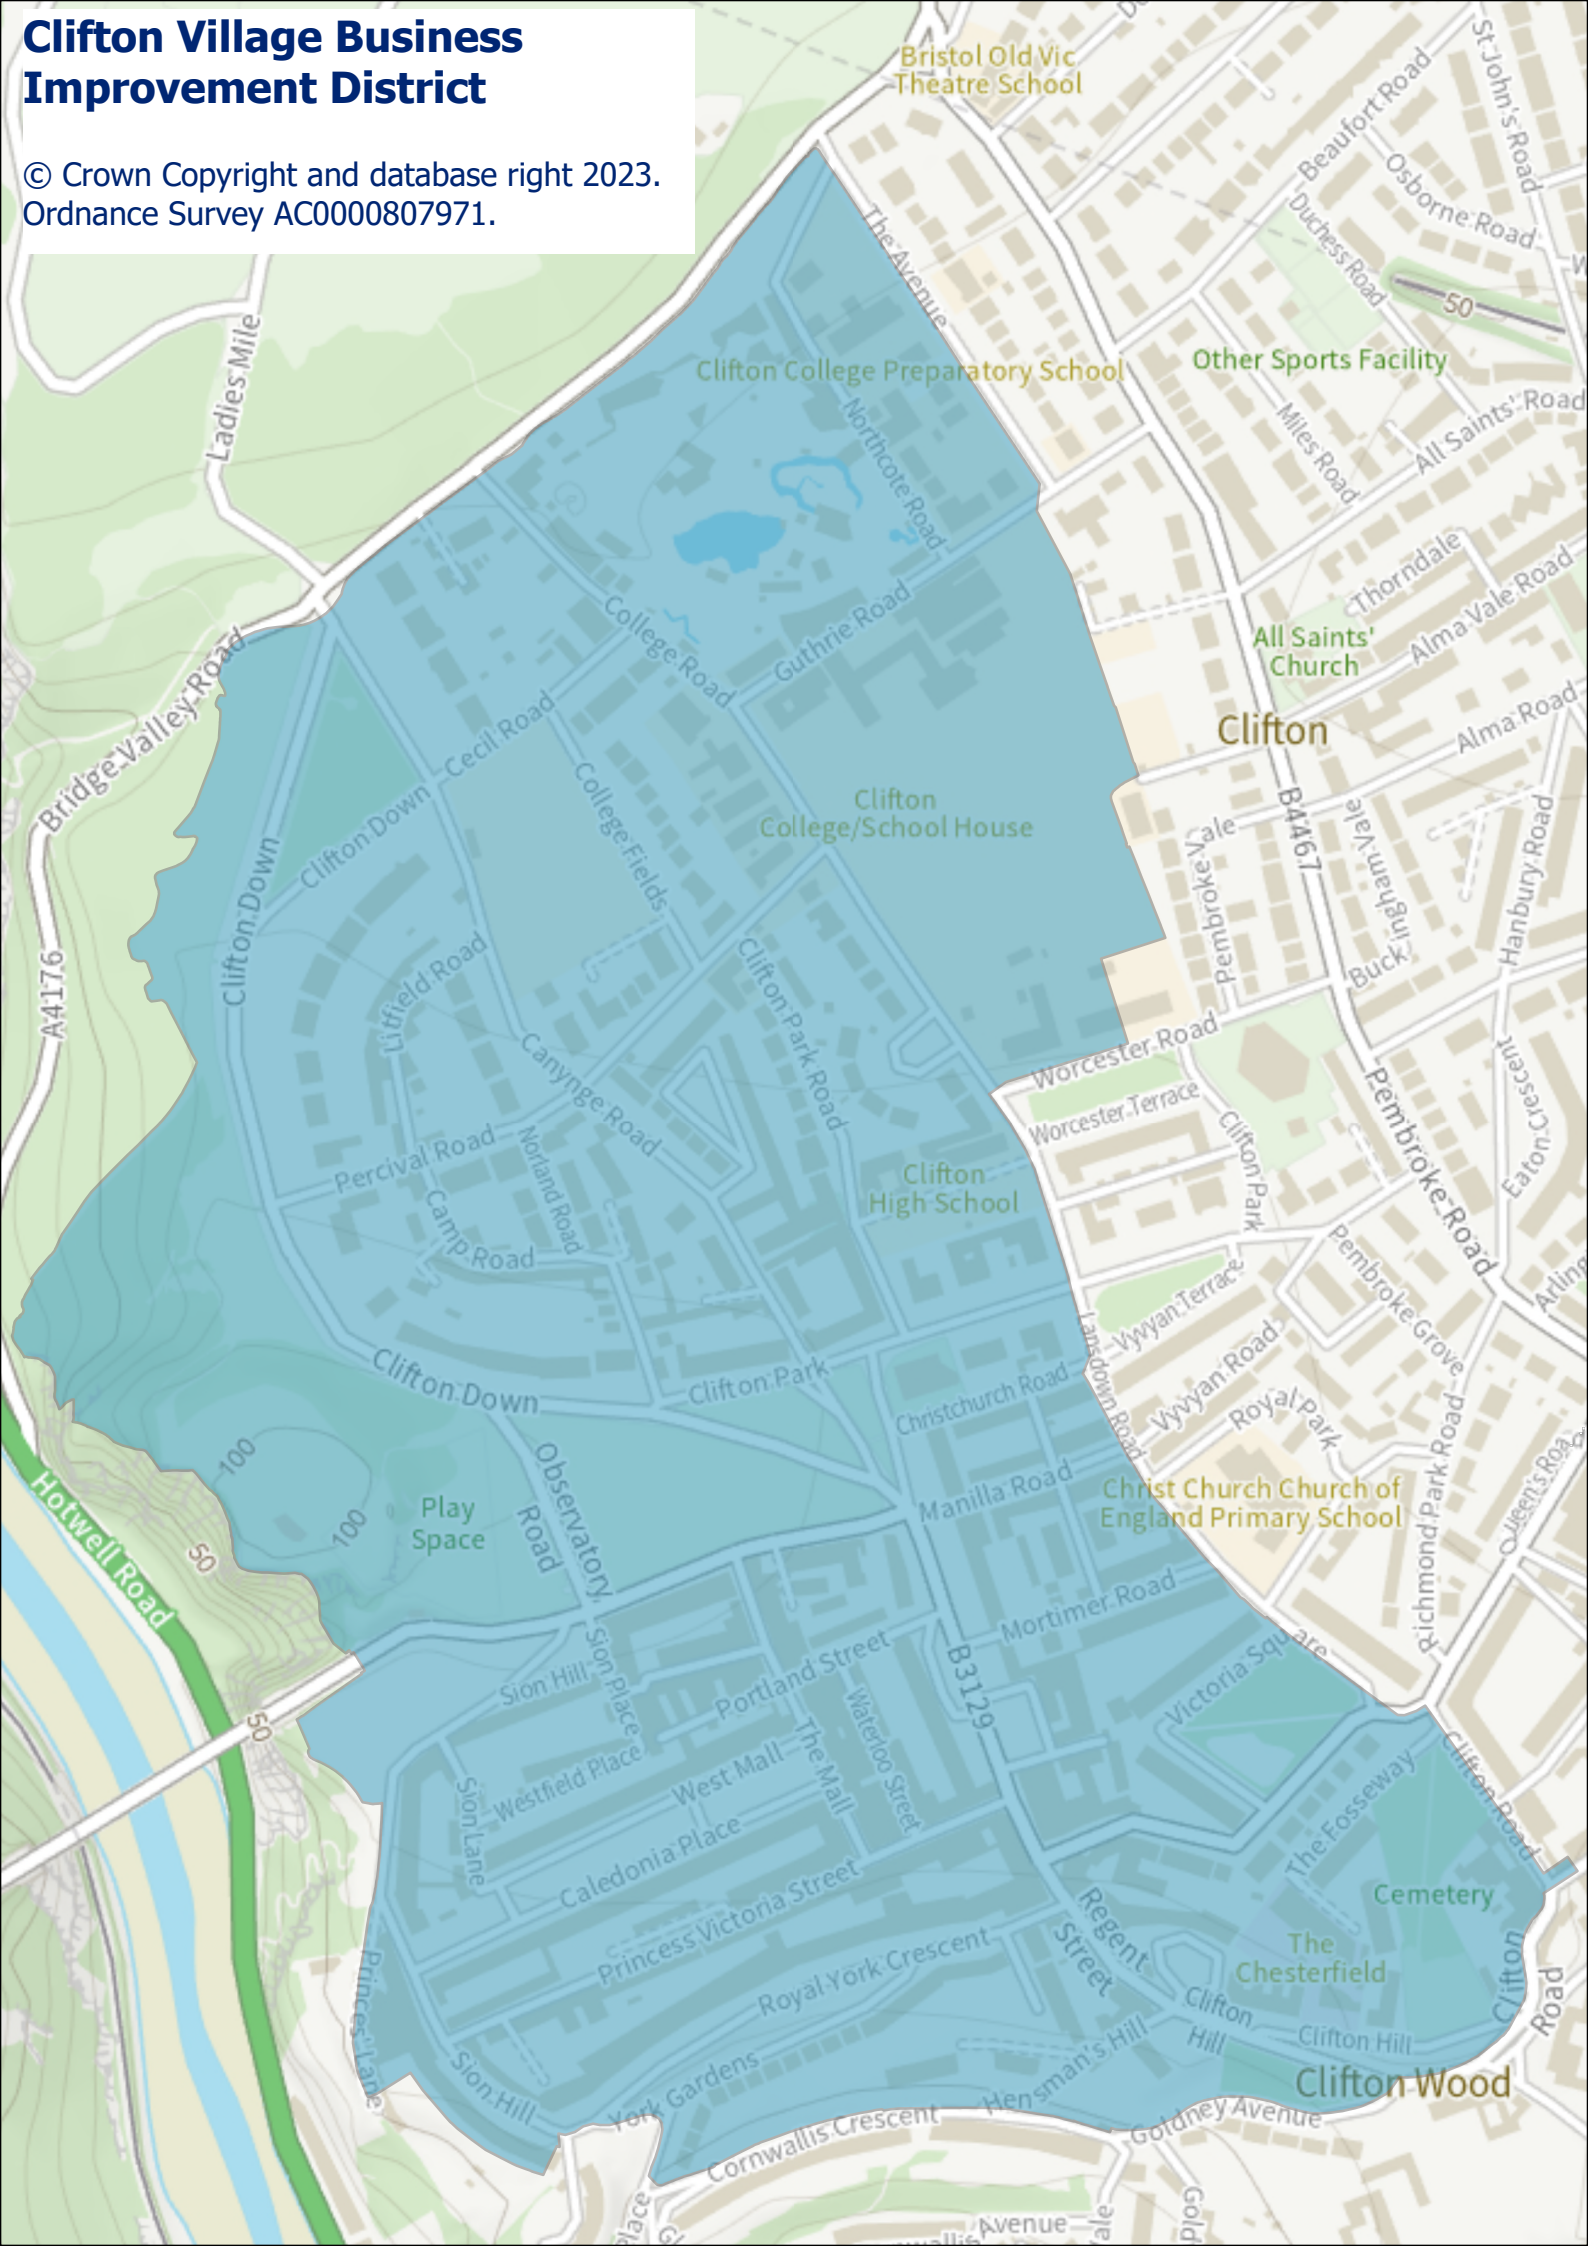 Clifton Village Business
Improvement District
© Crown Copyright and database right 2023.
Ordnance Survey AC0000807971.
Bristol Old Vic
Theatre School
St John's Road
Beaufort Road
Osborne Road
Duchess Road
50
The Avenue
Ladies Mile
Clifton College Preparatory School
Other Sports Facility
Miles Road
All Saints' Road
Northcote Road
Thorndale
Alma Vale Road
Guthrie Road
College Road
All Saints'
Church
Bridge Valley Road
Clifton
Alma Road
Cecil Road
Clifton Down
College Fields
Clifton
College/School House
B4467
Pembroke Vale
Buckingham Vale
Hanbury Road
Clifton Down
A4176
Litfield Road
Clifton Park Road
Canynge Road
Worcester Road
Worcester Terrace
Eaton Crescent
Pembroke Road
Clifton Park
Percival Road
Norland Road
Camp Road
Clifton
High School
Pembroke Grove
Vyvyan Terrace
Lansdown Road
Vyvyan Road
Royal Park
Clifton Down
Clifton Park
Christchurch Road
Richmond Park Road
Queen's Roa
100
100
Observatory
Road
Play
Space
Manilla Road
Christ Church Church of
England Primary School
Hotwell Road
50
Mortimer Road
Victoria Square
Sion Hill
Sion Place
Portland Street
B3129
50
Westfield Place
West Mall
The Mall
Waterloo Street
Sion Lane
Caledonia Place
The Fosseway
Clifton Road
Cemetery
Princess Victoria Street
Regent
Street
Royal York Crescent
The
Chesterfield
Clifton
Road
Princes' Lane
Clifton
Hill
Clifton Hill
Sion Hill
York Gardens
Hensman's Hill
Clifton Wood
Cornwallis Crescent
Goldney Avenue
Place
Avenue
ale
Gold